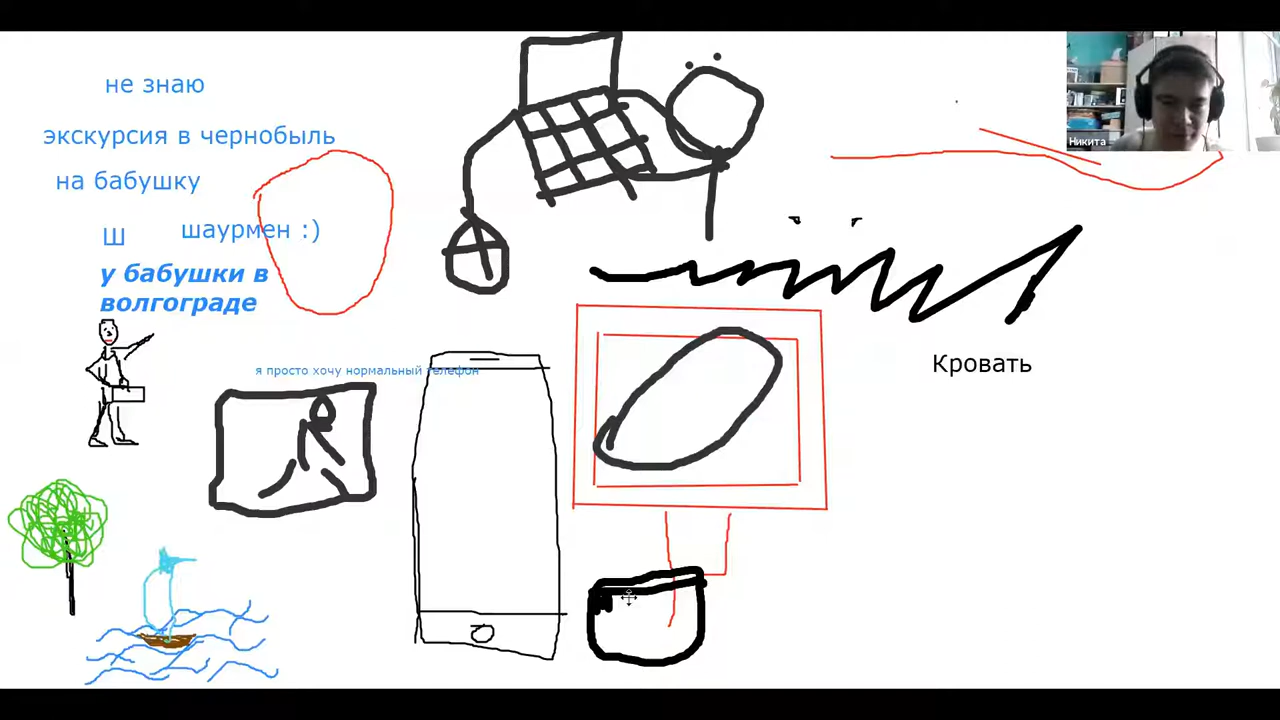 не знаю
экскурсия в чернобыль
на бабушку
Ш
шаурмен :)
у бабушки в
волгограде
я просто хочу нормальный телефон
Кровать
Никита